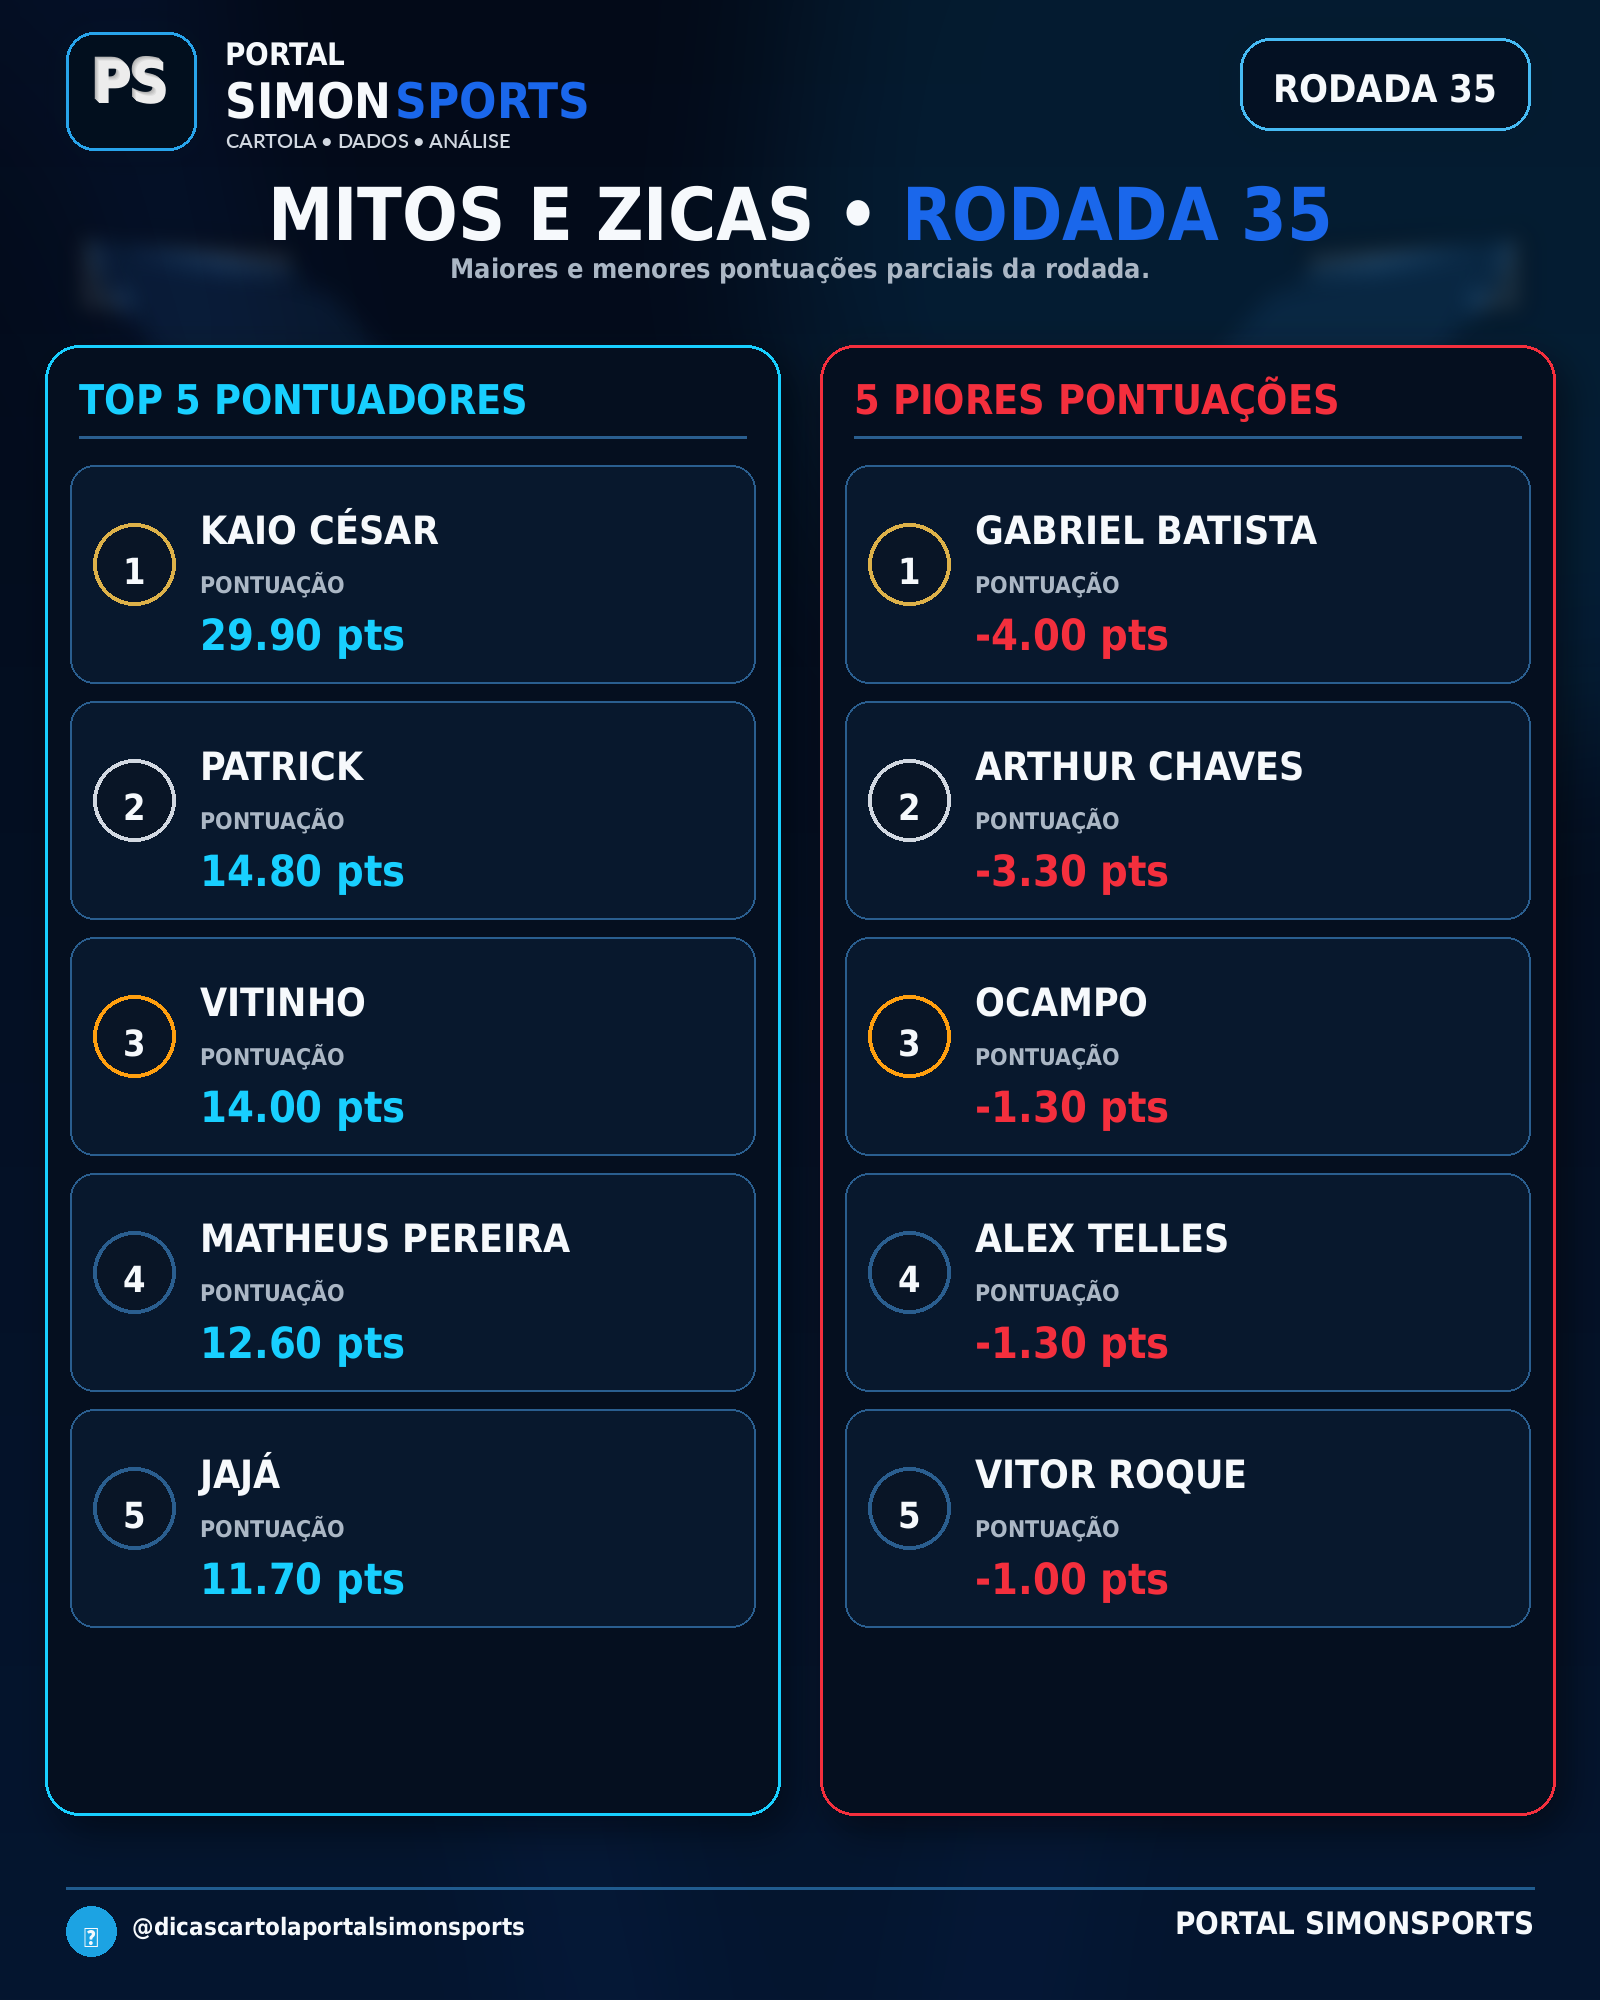 PS
PORTAL
SIMONSPORTS
CARTOLA • DADOS • ANÁLISE
RODADA 35
MITOS E ZICAS • RODADA 35
Maiores e menores pontuações parciais da rodada.
TOP 5 PONTUADORES
1
KAIO CÉSAR
PONTUAÇÃO
29.90 pts
2
PATRICK
PONTUAÇÃO
14.80 pts
3
VITINHO
PONTUAÇÃO
14.00 pts
4
MATHEUS PEREIRA
PONTUAÇÃO
12.60 pts
5
JAJÁ
PONTUAÇÃO
11.70 pts
5 PIORES PONTUAÇÕES
1
GABRIEL BATISTA
PONTUAÇÃO
-4.00 pts
2
ARTHUR CHAVES
PONTUAÇÃO
-3.30 pts
3
OCAMPO
PONTUAÇÃO
-1.30 pts
4
ALEX TELLES
PONTUAÇÃO
-1.30 pts
5
VITOR ROQUE
PONTUAÇÃO
-1.00 pts
@dicascartolaportalsimonsports
PORTAL SIMONSPORTS